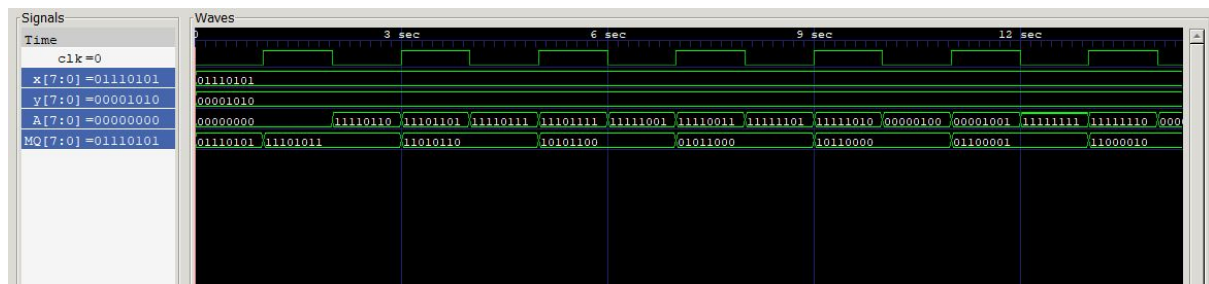 Signals
Waves
Time
3 sec 6 sec 9 sec 12 sec
clk=0
x[7:0] =01110101 01110101
y[7:0] =00001010 00001010
A[7:0] =00000000 00000000 11110110 11101101 11110111 11101111 11111001 11110011 11111101 11111010 00000100 00001001 11111111 11111110 000
MQ[7:0] =01110101 01110101 11101011 11010110 10101100 01011000 10110000 01100001 11000010